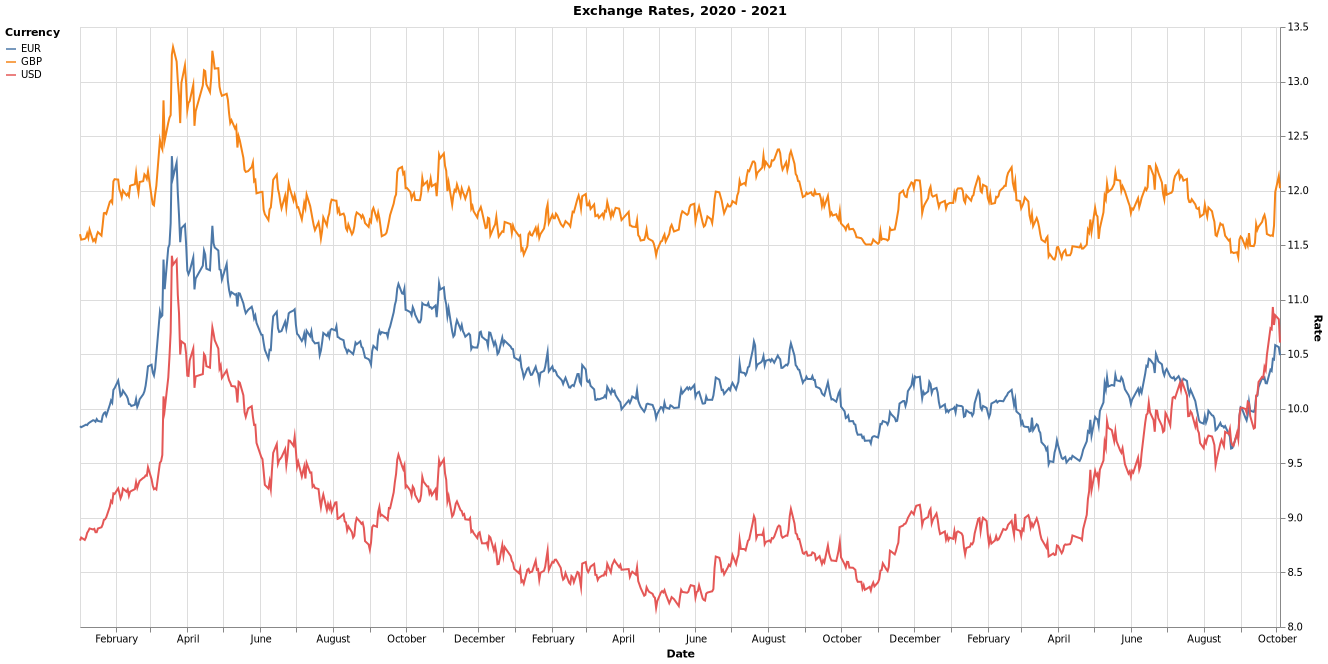 Exchange Rates, 2020 - 2021
Currency
EUR
GBP
USD
13.5
13.0
12.5
12.0
11.5
11.0
10.5
10.0
9.5
9.0
8.5
8.0
Rate
February April June August October December February April June August October December February April June August October
Date